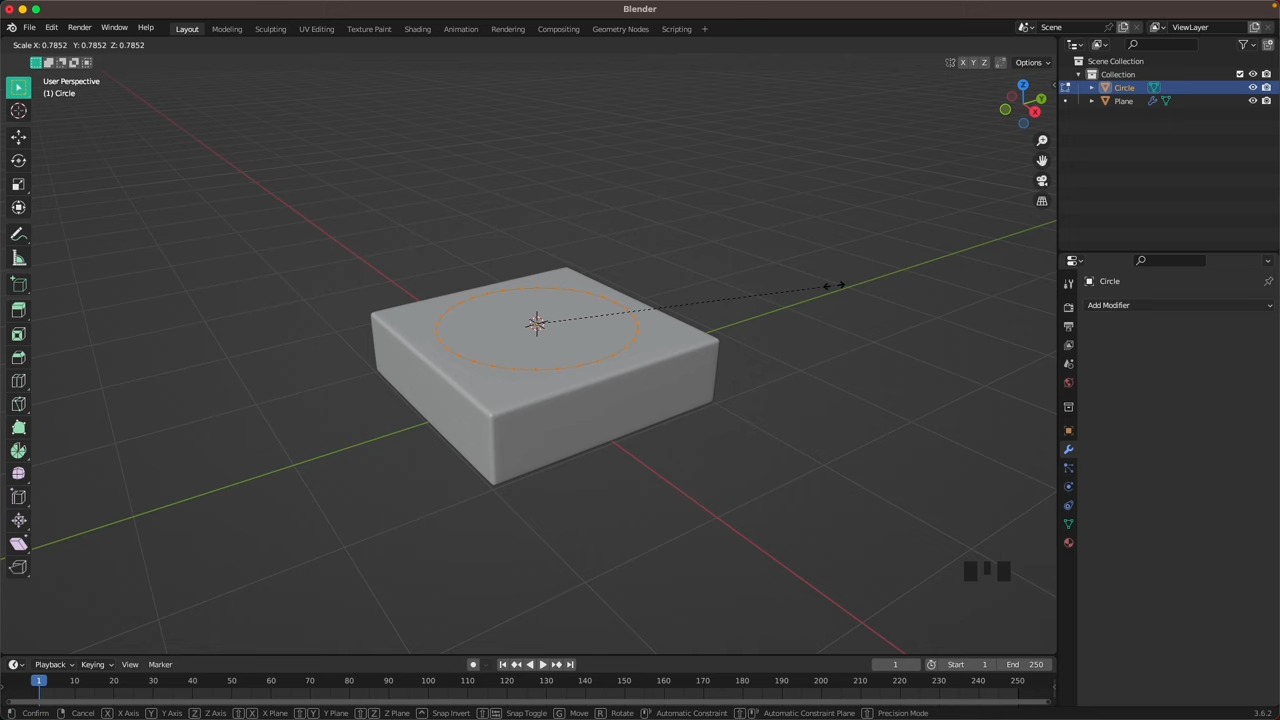 Blender
File Edit Render Window Help Layout Modeling Sculpting UV Editing Texture Paint Shading Animation Rendering Compositing Geometry Nodes Scripting + Scene ViewLayer
Scale X: 0.7852 Y: 0.7852 Z: 0.7852
X Y Z Options
User Perspective
(1) Circle
Z
Y
X
Scene Collection
Collection
Circle
Plane
Circle
Add Modifier
Playback Keying View Marker 1 Start 1 End 250
1 10 20 30 40 50 60 70 80 90 100 110 120 130 140 150 160 170 180 190 200 210 220 230 240 250
Confirm Cancel X X Axis Y Y Axis Z Z Axis X X Plane Y Y Plane Z Z Plane Snap Invert Snap Toggle G Move R Rotate Automatic Constraint Automatic Constraint Plane Precision Mode 3.6.2